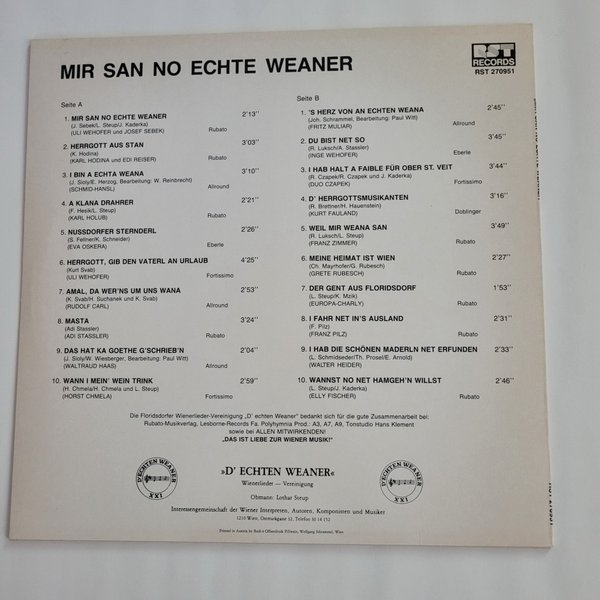 RST
RECORDS
RST 270951
MIR SAN NO ECHTE WEANER
Seite A
1. MIR SAN NO ECHTE WEANER 2'13''
(J. Sebek/L. Steup/J. Kaderka)
(ULI WEHOFER und JOSEF SEBEK) Rubato
2. HERRGOTT AUS STAN 3'03''
(K. Hodina)
(KARL HODINA und EDI REISER) Rubato
3. I BIN A ECHTA WEANA 3'10''
(J. Sioly/E. Herzog, Bearbeitung: W. Reinbrecht)
(SCHMID-HANSL) Allround
4. A KLANA DRAHRER 2'21''
(F. Hesik/L. Steup)
(KARL HOLUB) Rubato
5. NUSSDORFER STERNDERL 2'26''
(S. Fellner/K. Schneider)
(EVA OSKERA) Eberle
6. HERRGOTT, GIB DEN VATERL AN URLAUB 4'25''
(Kurt Svab)
(ULI WEHOFER) Fortissimo
7. AMAL, DA WER'NS UM UNS WANA 2'53''
(K. Svab/H. Suchanek und K. Svab)
(RUDOLF CARL) Allround
8. MASTA 3'24''
(Adi Stassler)
(ADI STASSLER) Rubato
9. DAS HAT KA GOETHE G'SCHRIEB'N 2'04''
(J. Sioly/W. Wiesberger, Bearbeitung: Paul Witt)
(WALTRAUD HAAS) Allround
10. WANN I MEIN' WEIN TRINK 2'59''
(H. Chmela/H. Chmela und L. Steup)
(HORST CHMELA) Fortissimo
Seite B
1. 'S HERZ VON AN ECHTEN WEANA 2'45''
(Joh. Schrammel, Bearbeitung: Paul Witt)
(FRITZ MULIAR) Allround
2. DU BIST NET SO 3'45''
(R. Luksch/A. Stassler)
(INGE WEHOFER) Eberle
3. I HAB HALT A FAIBLE FÜR OBER ST. VEIT 3'44''
(R. Czapek/R. Czapek und J. Kaderka)
(DUO CZAPEK) Fortissimo
4. D' HERRGOTTSMUSIKANTEN 3'16''
(R. Brettner/H. Hauenstein)
(KURT FAULAND) Doblinger
5. WEIL MIR WEANA SAN 3'49''
(R. Luksch/L. Steup)
(FRANZ ZIMMER) Rubato
6. MEINE HEIMAT IST WIEN 2'27''
(Ch. Mayrhofer/G. Rubesch)
(GRETE RUBESCH) Rubato
7. DER GENT AUS FLORIDSDORF 1'53''
(L. Steup/K. Mzik)
(EUROPA-CHARLY) Rubato
8. I FAHR NET IN'S AUSLAND 2'31''
(F. Pilz)
(FRANZ PILZ) Rubato
9. I HAB DIE SCHÖNEN MADERLN NET ERFUNDEN 2'33''
(L. Schmidseder/Th. Prosel/E. Arnold)
(WALTER HEIDER)
10. WANNST NO NET HAMGEH'N WILLST 2'46''
(L. Steup/J. Kaderka)
(ELLY FISCHER) Rubato
Die Floridsdorfer Wienerlieder-Vereinigung „D' echten Weaner" bedankt sich für die gute Zusammenarbeit bei:
Rubato-Musikverlag, Lesborne-Records Fa. Polyhymnia Prod.: A3, A7, A9, Tonstudio Hans Klement
sowie bei ALLEN MITWIRKENDEN!
„DAS IST LIEBE ZUR WIENER MUSIK!"
D'ECHTEN WEANER
XXI
»D' ECHTEN WEANER«
Wienerlieder — Vereinigung
Obmann: Lothar Steup
D'ECHTEN WEANER
XXI
Interessengemeinschaft der Wiener Interpreten, Autoren, Komponisten und Musiker
1210 Wien, Ostmarkgasse 52, Telefon 30 14 152